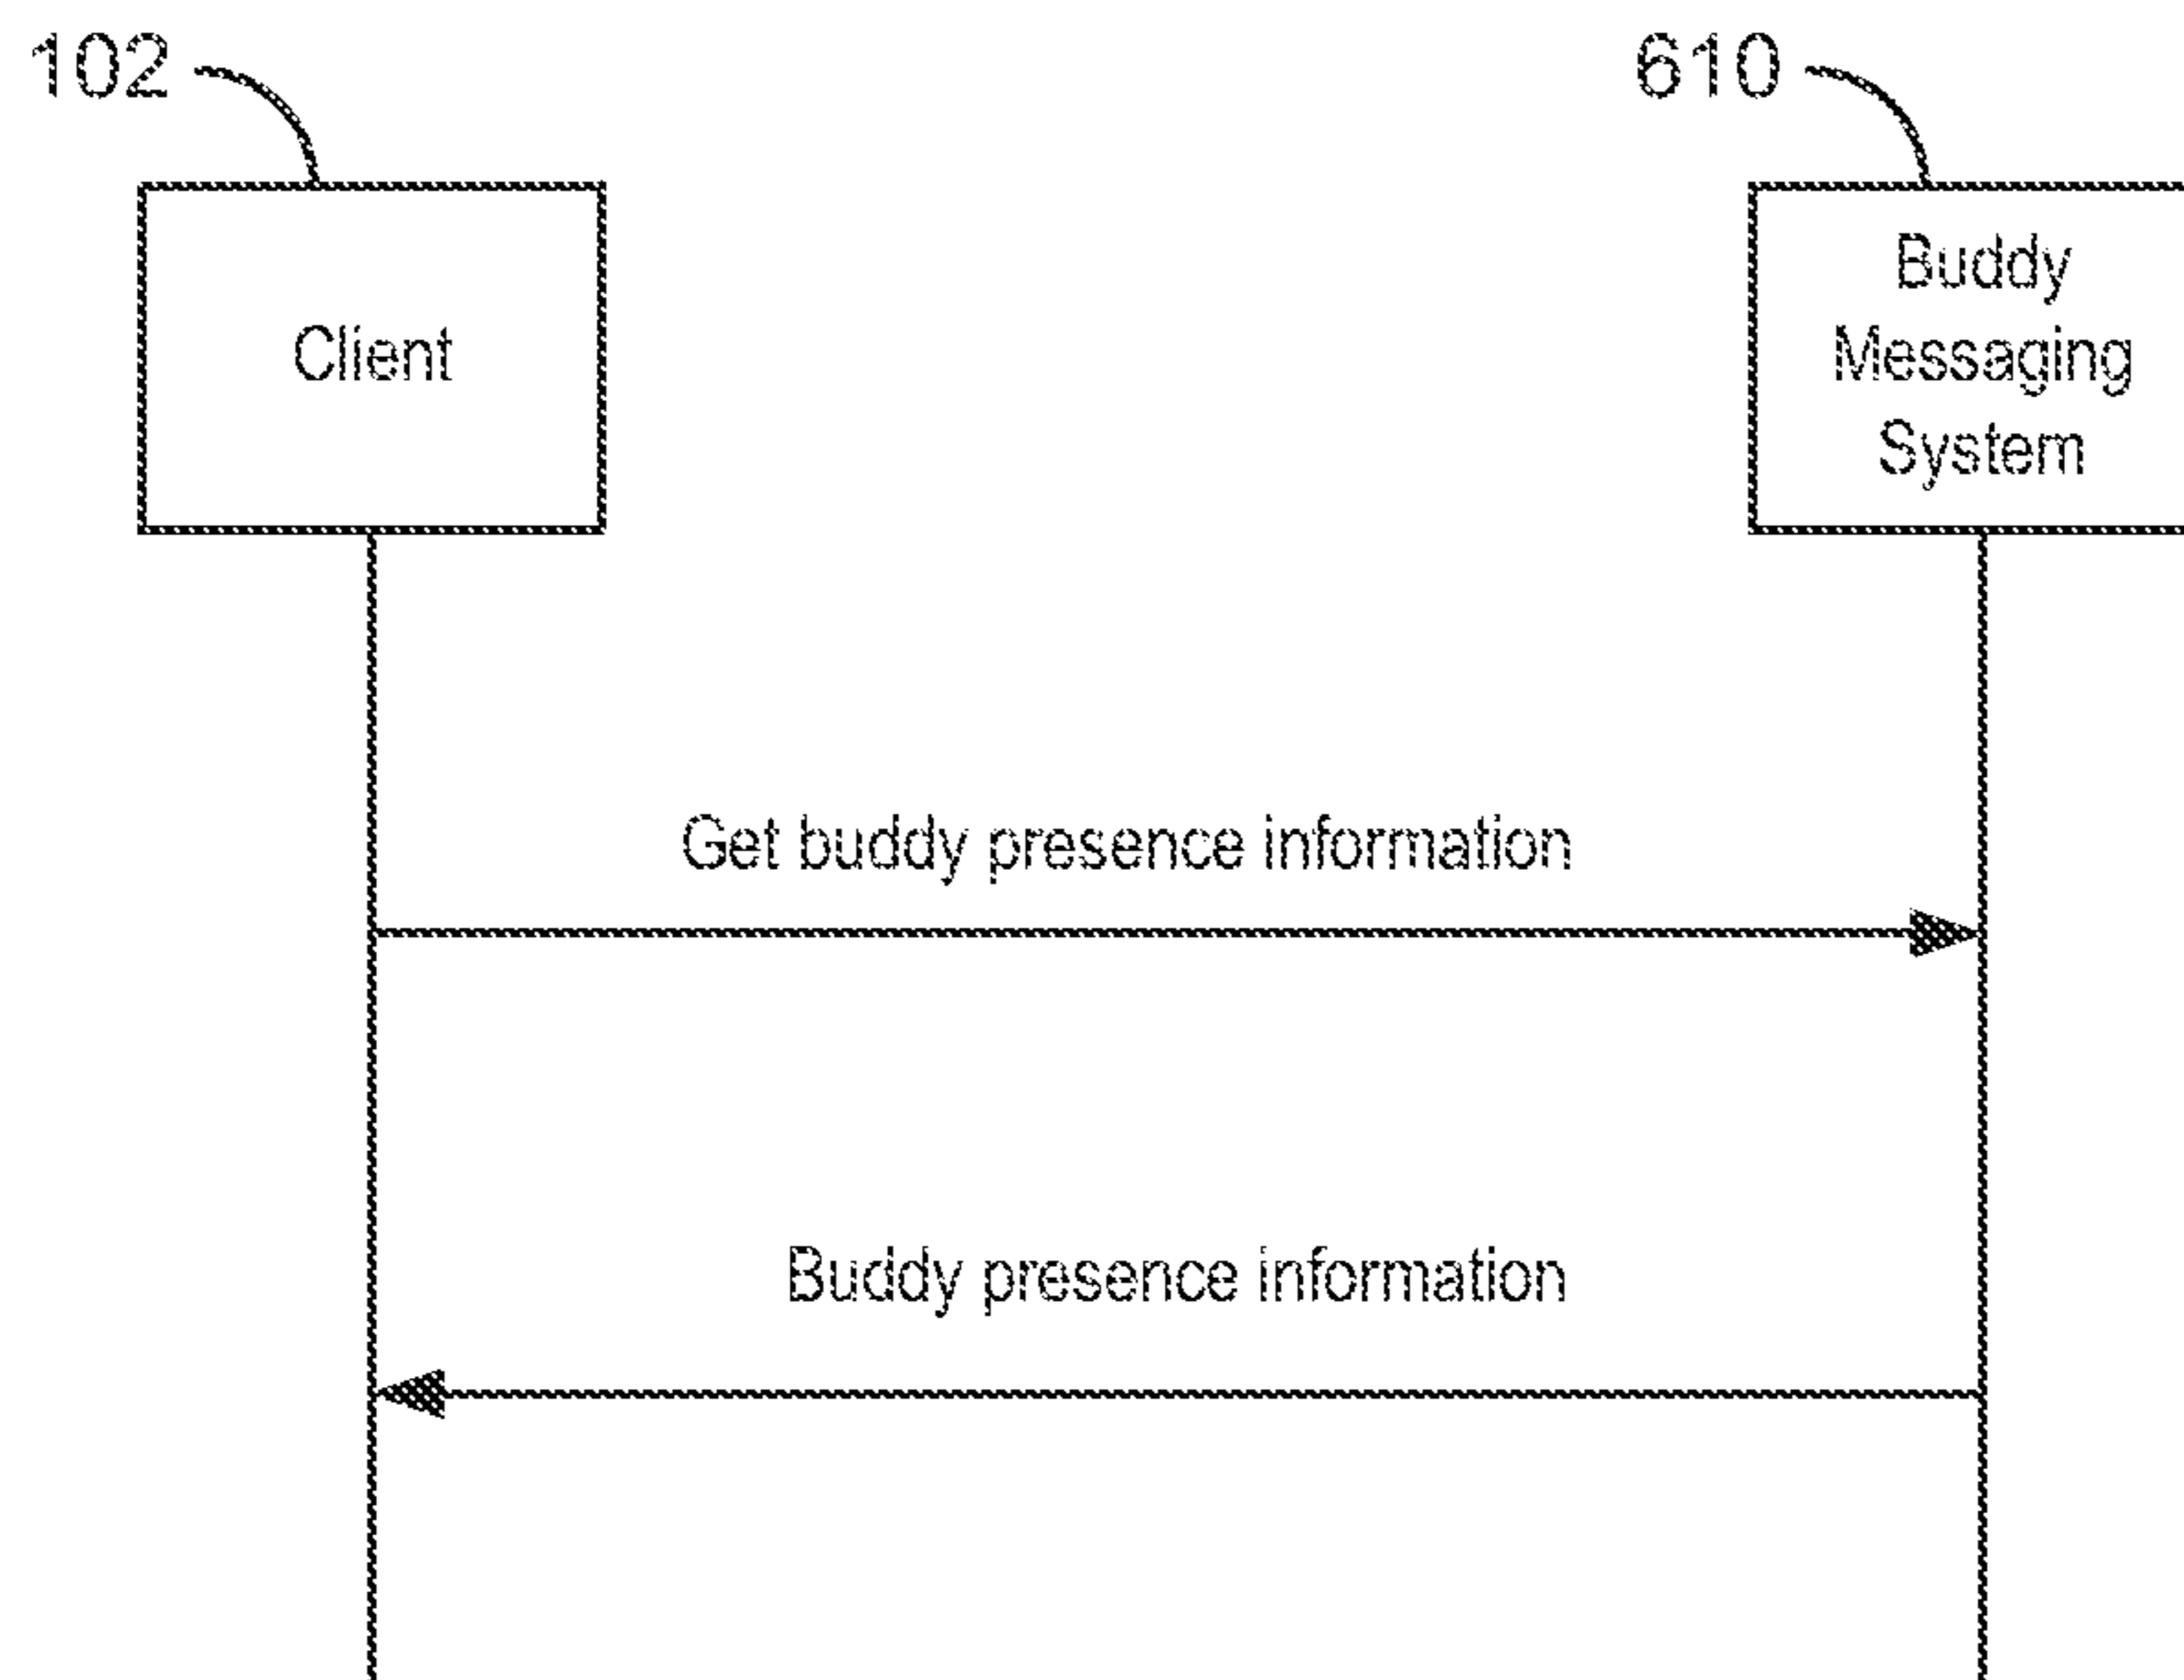 102
610
Client
Buddy
Messaging
System
Get buddy presence information
Buddy presence information